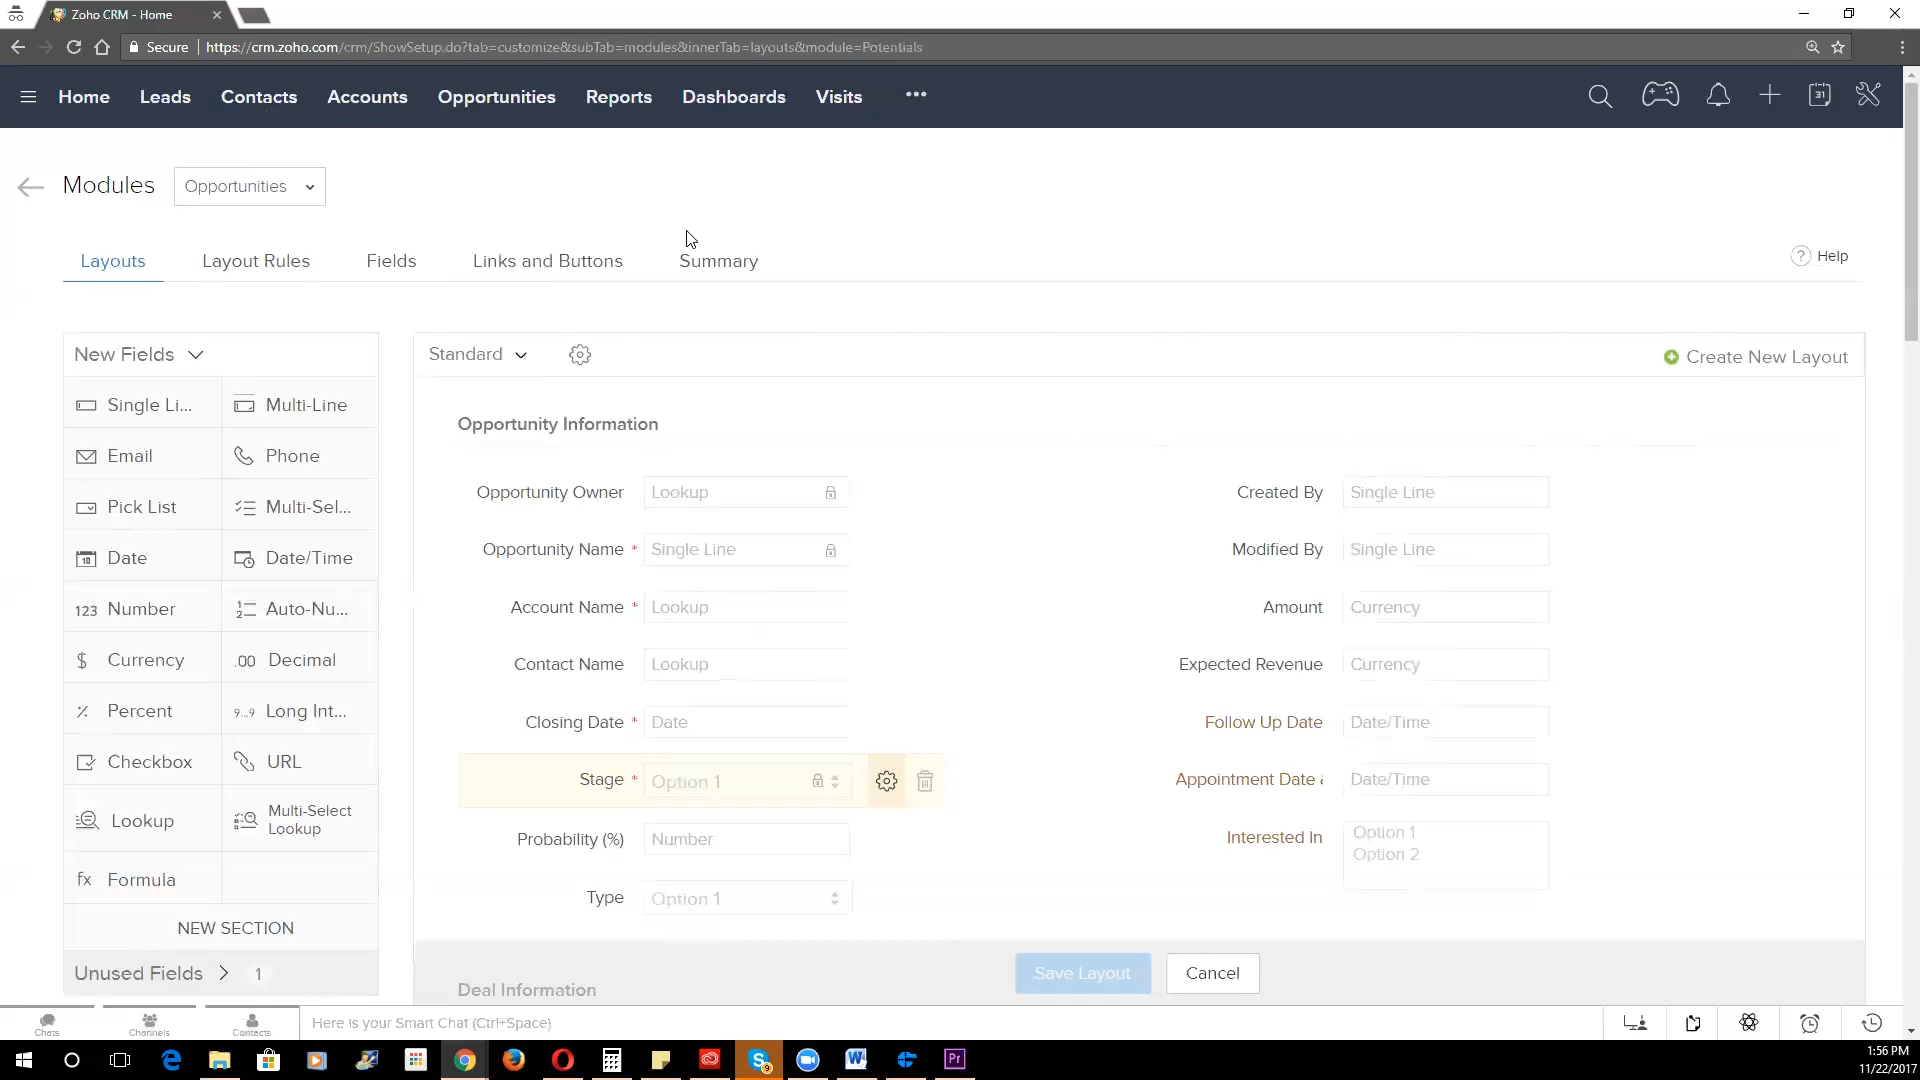 Zoho CRM - Home
Secure https://crm.zoho.com/crm/ShowSetup.do?tab=customize&subTab=modules&innerTab=layouts&module=Potentials
Home Leads Contacts Accounts Opportunities Reports Dashboards Visits ••• 31
Modules Opportunities
Layouts Layout Rules Fields Links and Buttons Summary ? Help
New Fields Standard Create New Layout
Single Li... Multi-Line
Opportunity Information
Email Phone
Opportunity Owner Lookup Created By Single Line
Pick List Multi-Sel...
Opportunity Name * Single Line Modified By Single Line
Date Date/Time
Account Name * Lookup Amount Currency
123 Number Auto-Nu...
Contact Name Lookup Expected Revenue Currency
$ Currency .00 Decimal
Closing Date * Date Follow Up Date Date/Time
% Percent 9..9 Long Int...
Stage * Option 1 Appointment Date & Date/Time
Checkbox URL
Probability (%) Number Interested In Option 1
Option 2
Lookup Multi-Select
Lookup
Type Option 1
fx Formula
NEW SECTION
Unused Fields 1 Save Layout Cancel
Deal Information
Chats Channels Contacts Here is your Smart Chat (Ctrl+Space)
1:56 PM
11/22/2017